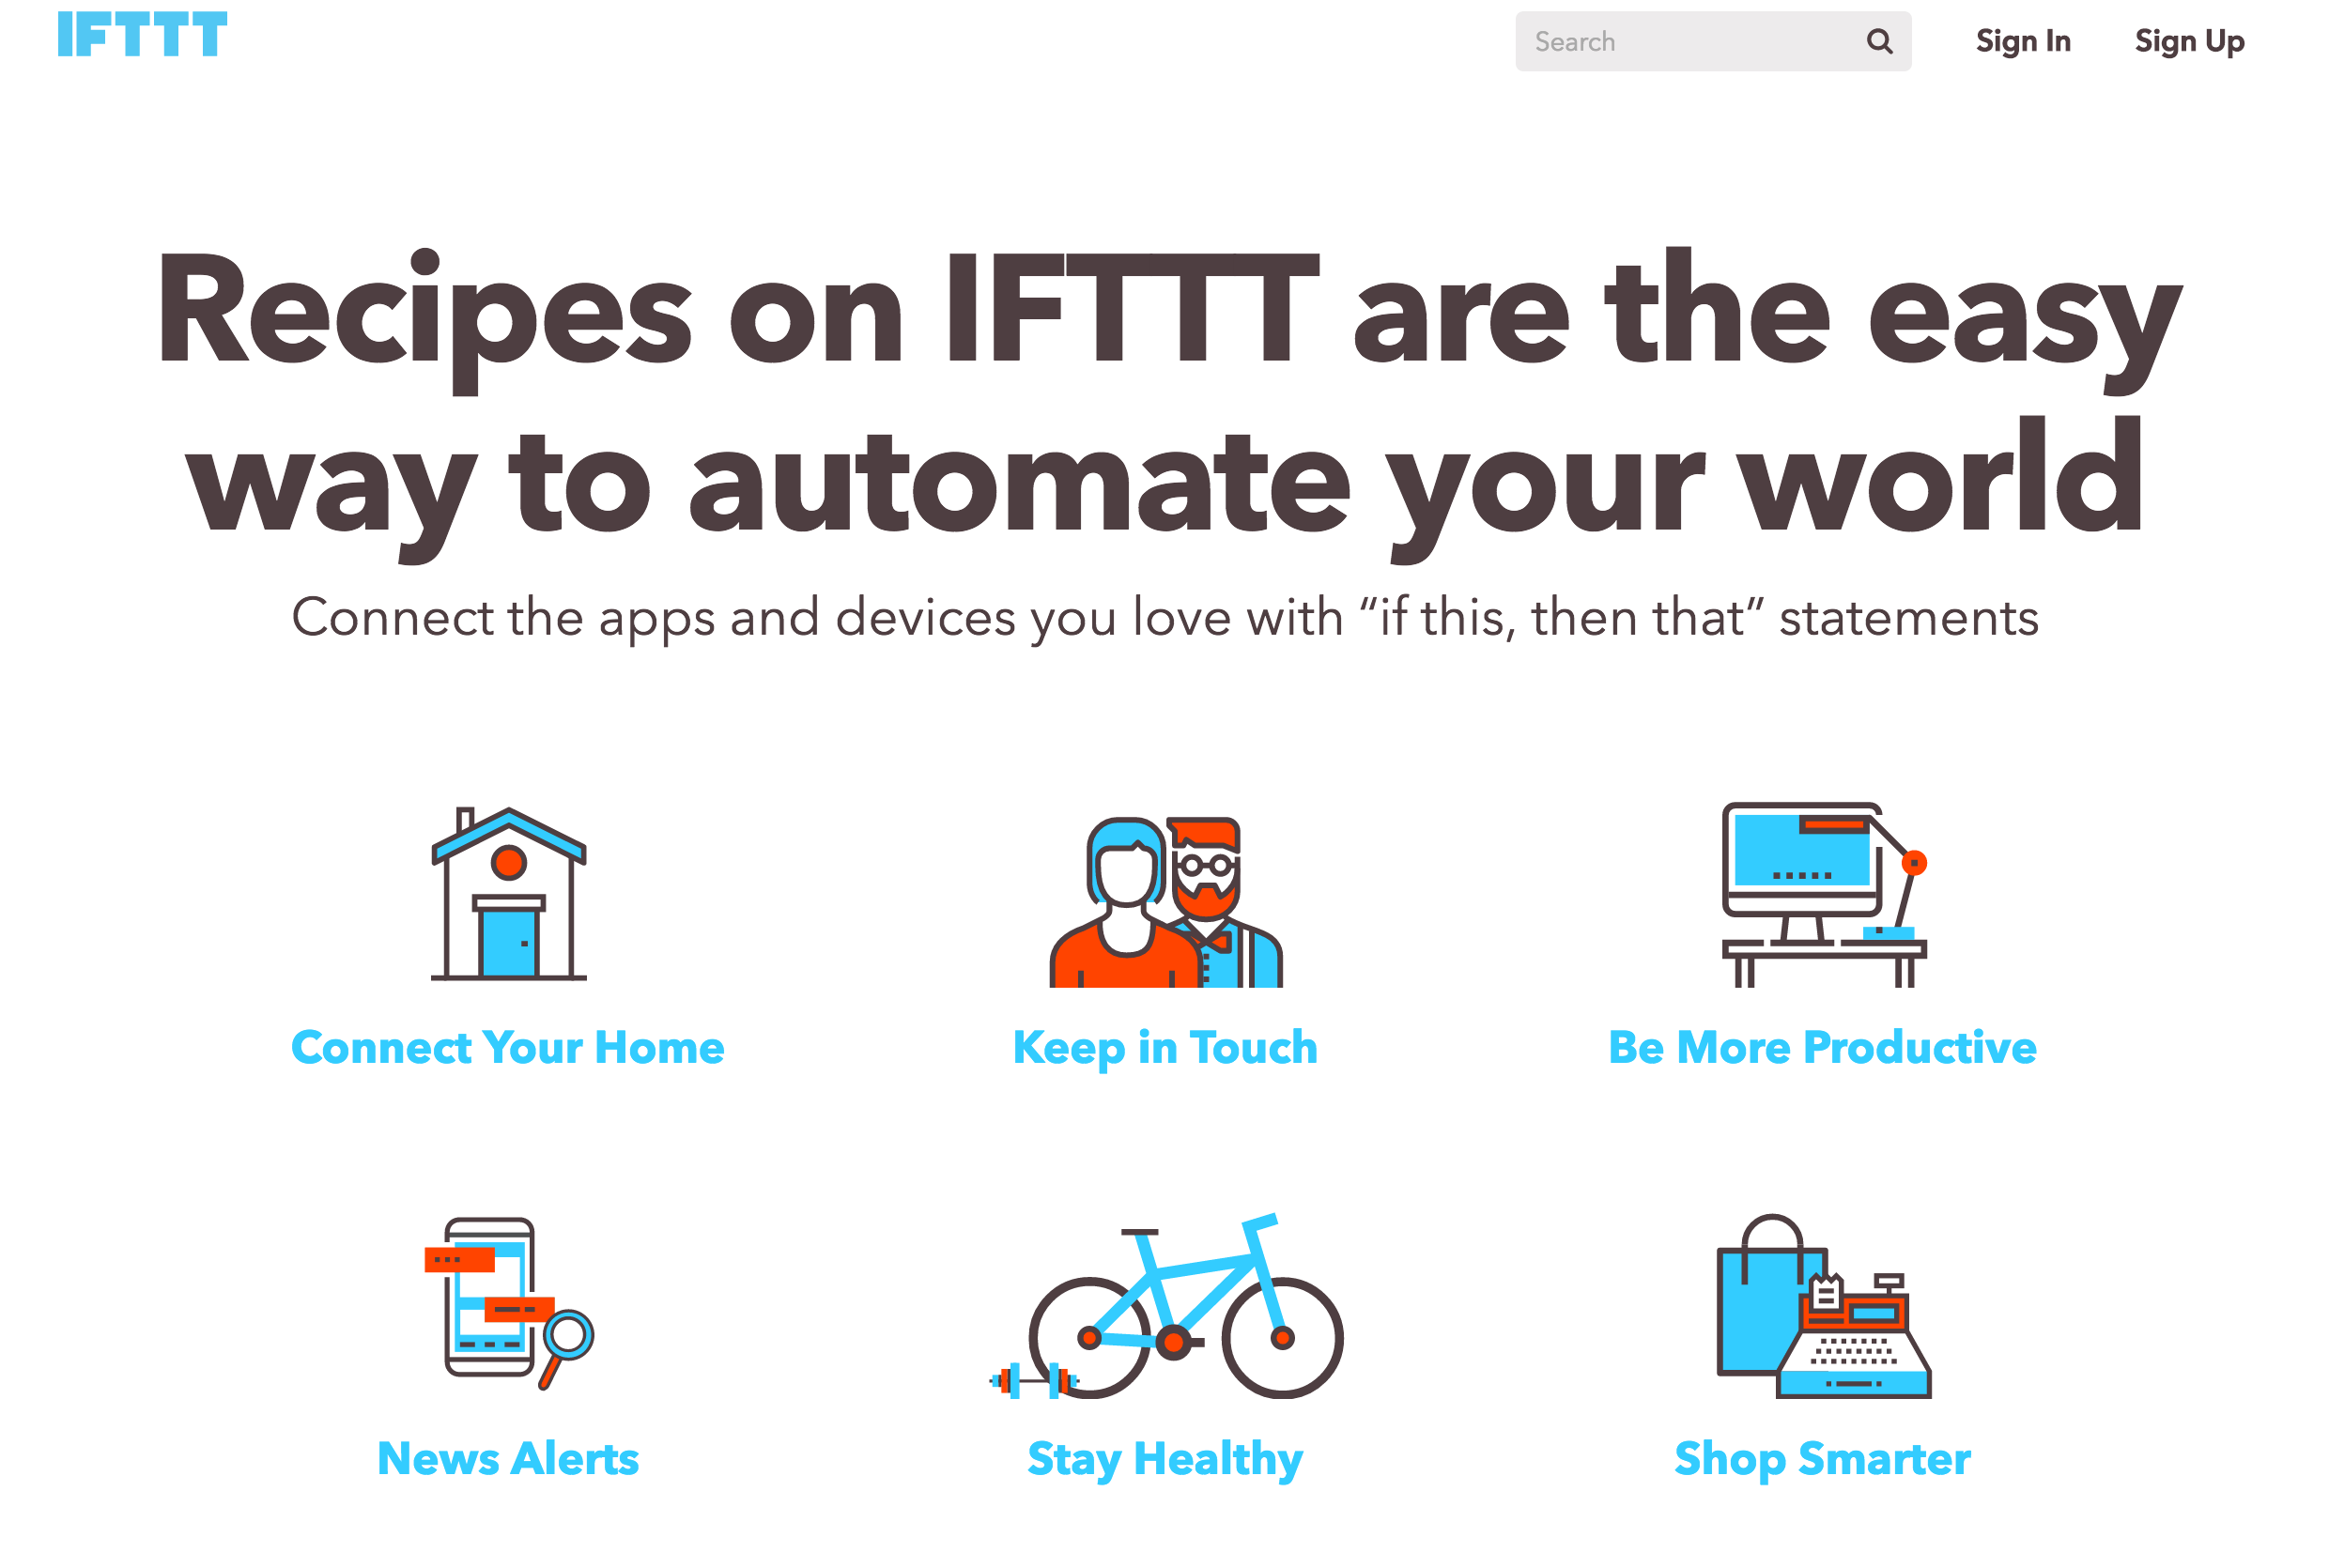 IFTTT
Search
Sign In
Sign Up
Recipes on IFTTT are the easy
way to automate your world
Connect the apps and devices you love with “if this, then that” statements
Connect Your Home
Keep in Touch
Be More Productive
News Alerts
Stay Healthy
Shop Smarter